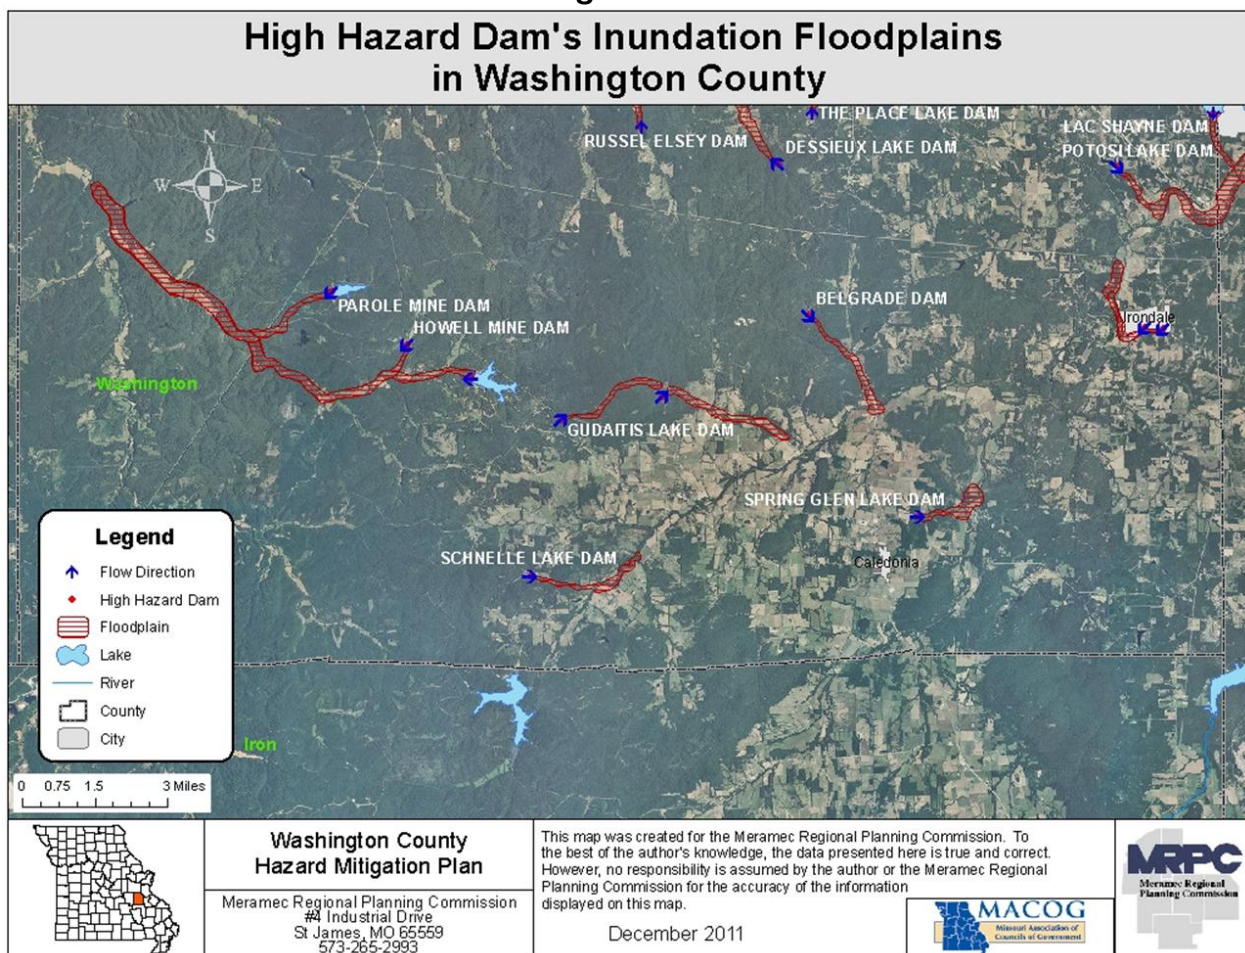 High Hazard Dam's Inundation Floodplains
in Washington County
THE PLACE LAKE DAM
RUSSEL ELSEY DAM
DESSIEUX LAKE DAM
LAC SHAYNE DAM
POTOSI LAKE DAM
N
W
E
S
PAROLE MINE DAM
HOWELL MINE DAM
BELGRADE DAM
Irondale
Washington
GUDAITIS LAKE DAM
SPRING GLEN LAKE DAM
SCHNELLE LAKE DAM
Caledonia
Legend
Flow Direction
High Hazard Dam
Floodplain
Lake
River
County
City
Iron
0 0.75 1.5 3 Miles
Washington County
Hazard Mitigation Plan
Meramec Regional Planning Commission
#4 Industrial Drive
St James, MO 65559
573-265-2993
This map was created for the Meramec Regional Planning Commission. To
the best of the author's knowledge, the data presented here is true and correct.
However, no responsibility is assumed by the author or the Meramec Regional
Planning Commission for the accuracy of the information
displayed on this map.
December 2011
MACOG
Missouri Association of
Councils of Government
MRPC
Meramec Regional
Planning Commission